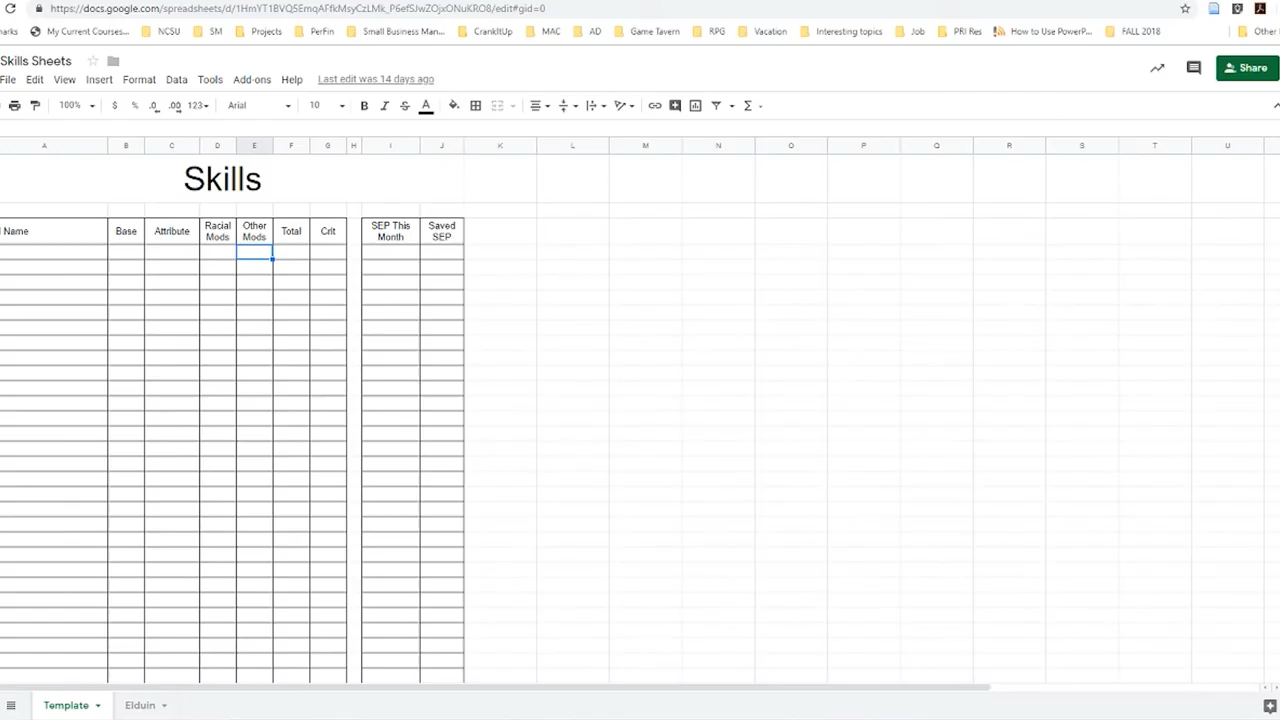 https://docs.google.com/spreadsheets/d/1HmYT1BVQ5EmqAFfkMsyCzLMk_P6efSJwZOjxONuKRO8/edit#gid=0
arks My Current Courses... NCSU SM Projects PerFin Small Business Man... CrankItUp MAC AD Game Tavern RPG Vacation Interesting topics Job PRI Res How to Use PowerP... FALL 2018 Other
Skills Sheets
File Edit View Insert Format Data Tools Add-ons Help Last edit was 14 days ago
Share
100% $ % .0 .00 123 Arial 10 B I S A Σ
A B C D E F G H I J K L M N O P Q R S T U
Skills
Name Base Attribute Racial Mods Other Mods Total Crit SEP This Month Saved SEP
Template Elduin